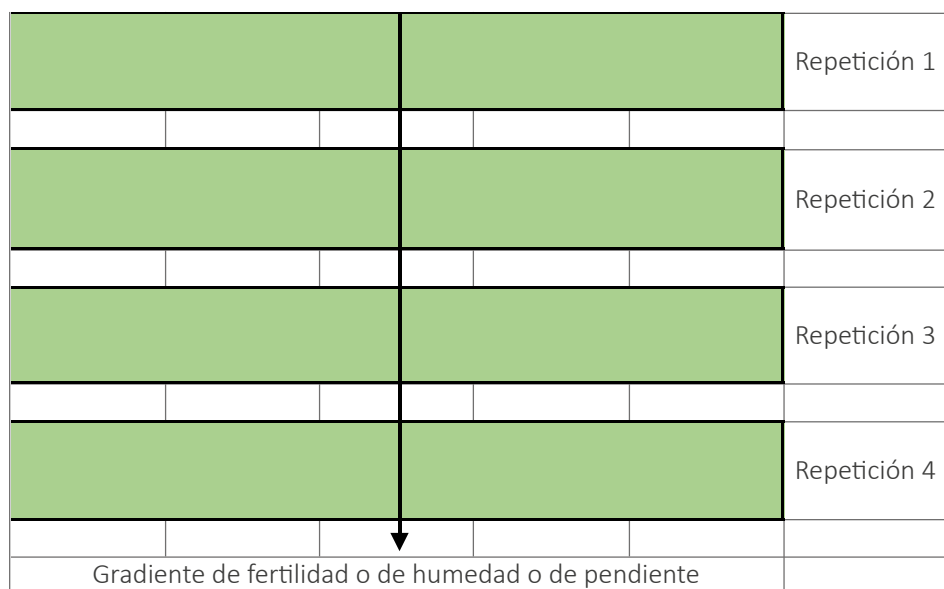 Repetición 1
Repetición 2
Repetición 3
Repetición 4
Gradiente de fertilidad o de humedad o de pendiente